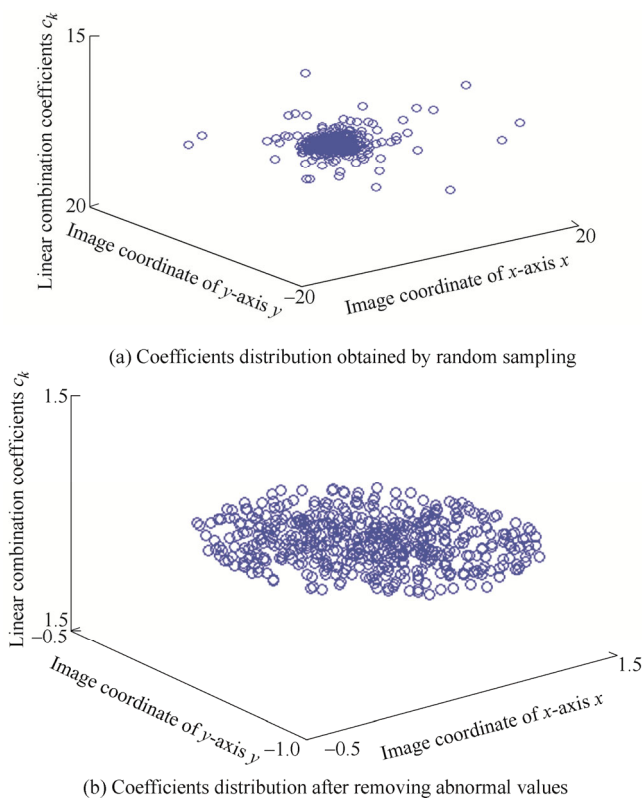 15
Linear combination coefficients c_k
20
Image coordinate of y-axis y
−20
Image coordinate of x-axis x
20
(a) Coefficients distribution obtained by random sampling
1.5
Linear combination coefficients c_k
1.5
−0.5
Image coordinate of y-axis y
−1.0
−0.5
Image coordinate of x-axis x
1.5
(b) Coefficients distribution after removing abnormal values